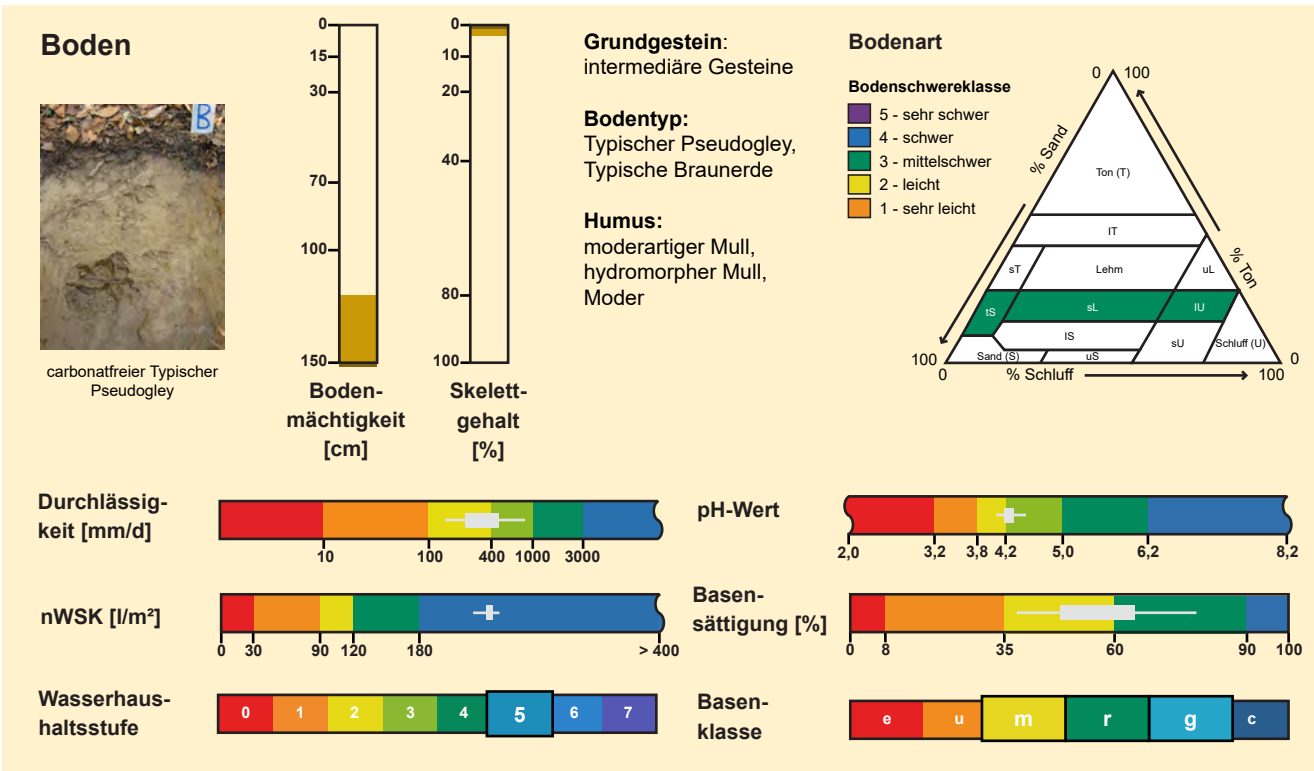 Boden
B
carbonatfreier Typischer
Pseudogley
0
15
30
70
100
150
Boden-
mächtigkeit
[cm]
0
10
20
40
80
100
Skelett-
gehalt
[%]
Grundgestein:
intermediäre Gesteine
Bodentyp:
Typischer Pseudogley,
Typische Braunerde
Humus:
moderartiger Mull,
hydromorpher Mull,
Moder
Bodenart
Bodenschwereklasse
5 - sehr schwer
4 - schwer
3 - mittelschwer
2 - leicht
1 - sehr leicht
0 100
% Sand
% Ton
Ton (T)
lT
sT Lehm uL
tS sL lU
lS
Sand (S) uS sU Schluff (U)
100 0
0 % Schluff 100
Durchlässig-
keit [mm/d]
10 100 400 1000 3000
pH-Wert
2,0 3,2 3,8 4,2 5,0 6,2 8,2
nWSK [l/m²]
0 30 90 120 180 > 400
Basen-
sättigung [%]
0 8 35 60 90 100
Wasserhaus-
haltsstufe
0 1 2 3 4 5 6 7
Basen-
klasse
e u m r g c